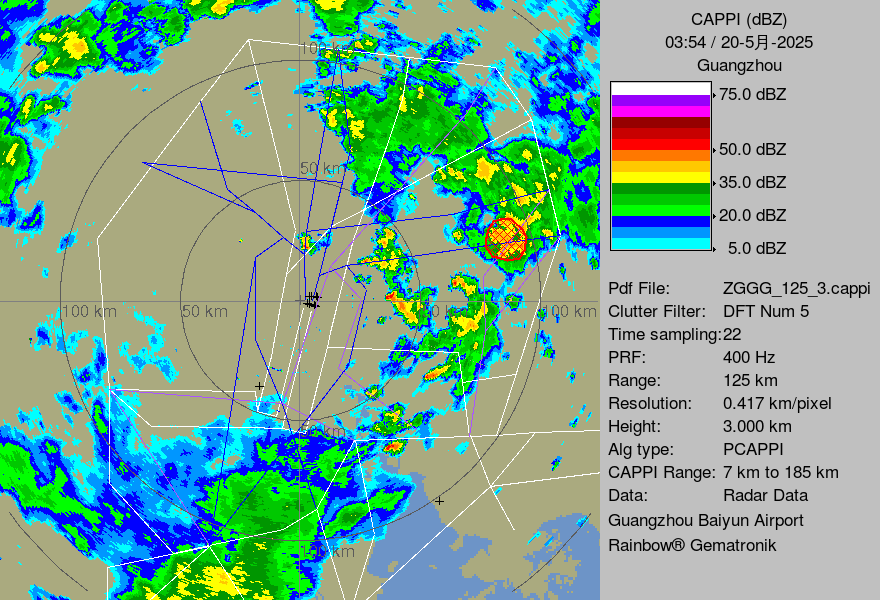 CAPPI (dBZ)
03:54 / 20-5月-2025
Guangzhou
75.0 dBZ
50.0 dBZ
35.0 dBZ
20.0 dBZ
5.0 dBZ
Pdf File: ZGGG_125_3.cappi
Clutter Filter: DFT Num 5
Time sampling:22
PRF: 400 Hz
Range: 125 km
Resolution: 0.417 km/pixel
Height: 3.000 km
Alg type: PCAPPI
CAPPI Range: 7 km to 185 km
Data: Radar Data
Guangzhou Baiyun Airport
Rainbow® Gematronik
100 km
50 km
100 km
50 km
100 km
km
km